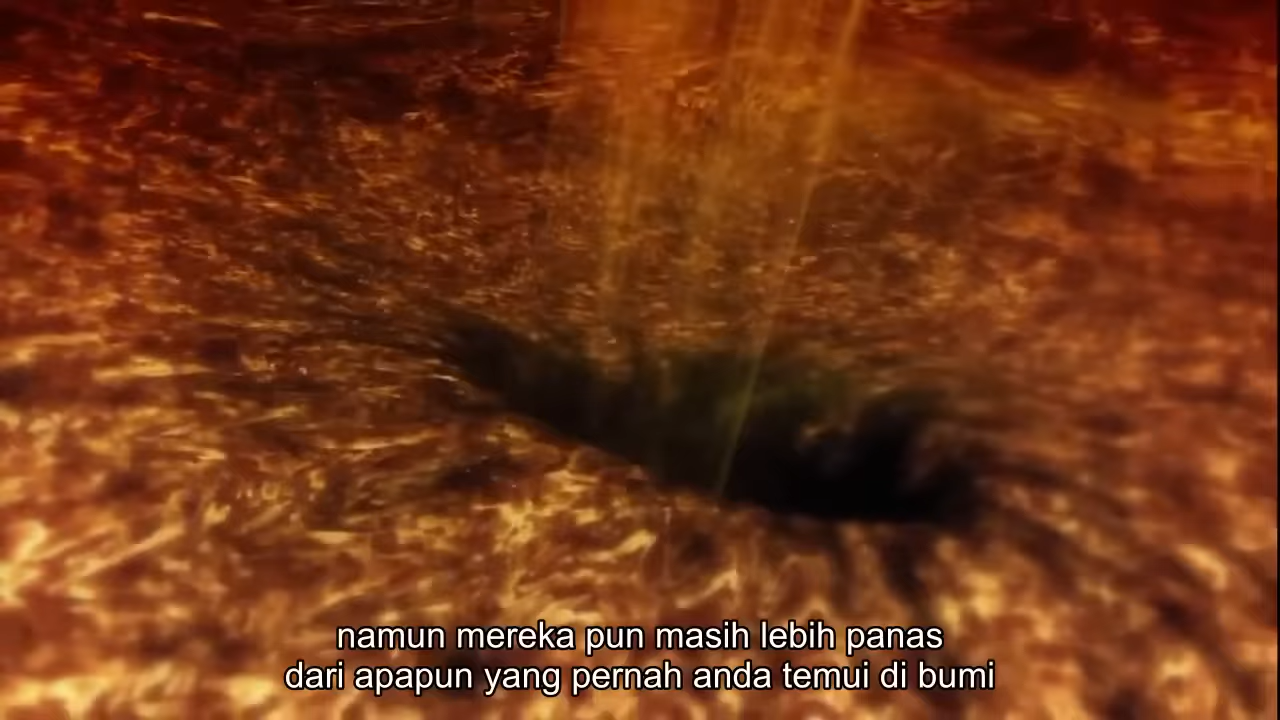 namun mereka pun masih lebih panas
dari apapun yang pernah anda temui di bumi